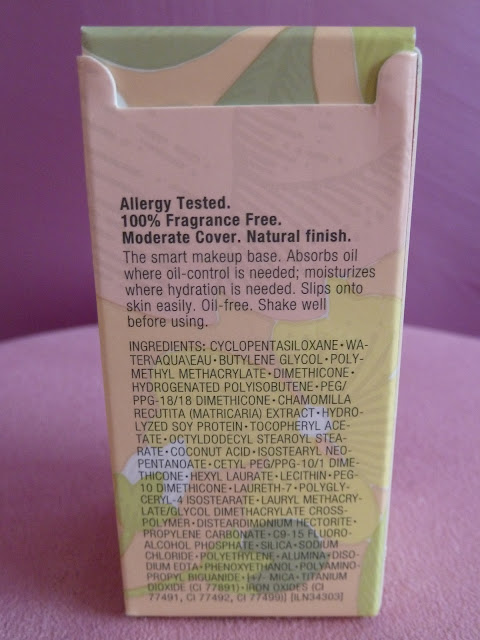 Allergy Tested.
100% Fragrance Free.
Moderate Cover. Natural finish.
The smart makeup base. Absorbs oil
where oil-control is needed; moisturizes
where hydration is needed. Slips onto
skin easily. Oil-free. Shake well
before using.
INGREDIENTS: CYCLOPENTASILOXANE • WA-
TER\AQUA\EAU • BUTYLENE GLYCOL • POLY-
METHYL METHACRYLATE • DIMETHICONE •
HYDROGENATED POLYISOBUTENE • PEG/
PPG-18/18 DIMETHICONE • CHAMOMILLA
RECUTITA (MATRICARIA) EXTRACT • HYDRO-
LYZED SOY PROTEIN • TOCOPHERYL ACE-
TATE • OCTYLDODECYL STEAROYL STEA-
RATE • COCONUT ACID • ISOSTEARYL NEO-
PENTANOATE • CETYL PEG/PPG-10/1 DIME-
THICONE • HEXYL LAURATE • LECITHIN • PEG-
10 DIMETHICONE • LAURETH-7 • POLYGLY-
CERYL-4 ISOSTEARATE • LAURYL METHACRY-
LATE/GLYCOL DIMETHACRYLATE CROSS-
POLYMER • DISTEARDIMONIUM HECTORITE •
PROPYLENE CARBONATE • C9-15 FLUORO-
ALCOHOL PHOSPHATE • SILICA • SODIUM
CHLORIDE • POLYETHYLENE • ALUMINA • DISO-
DIUM EDTA • PHENOXYETHANOL • POLYAMINO-
PROPYL BIGUANIDE • [+/- MICA • TITANIUM
DIOXIDE (CI 77891) • IRON OXIDES (CI
77491, CI 77492, CI 77499)] [ILN34303]